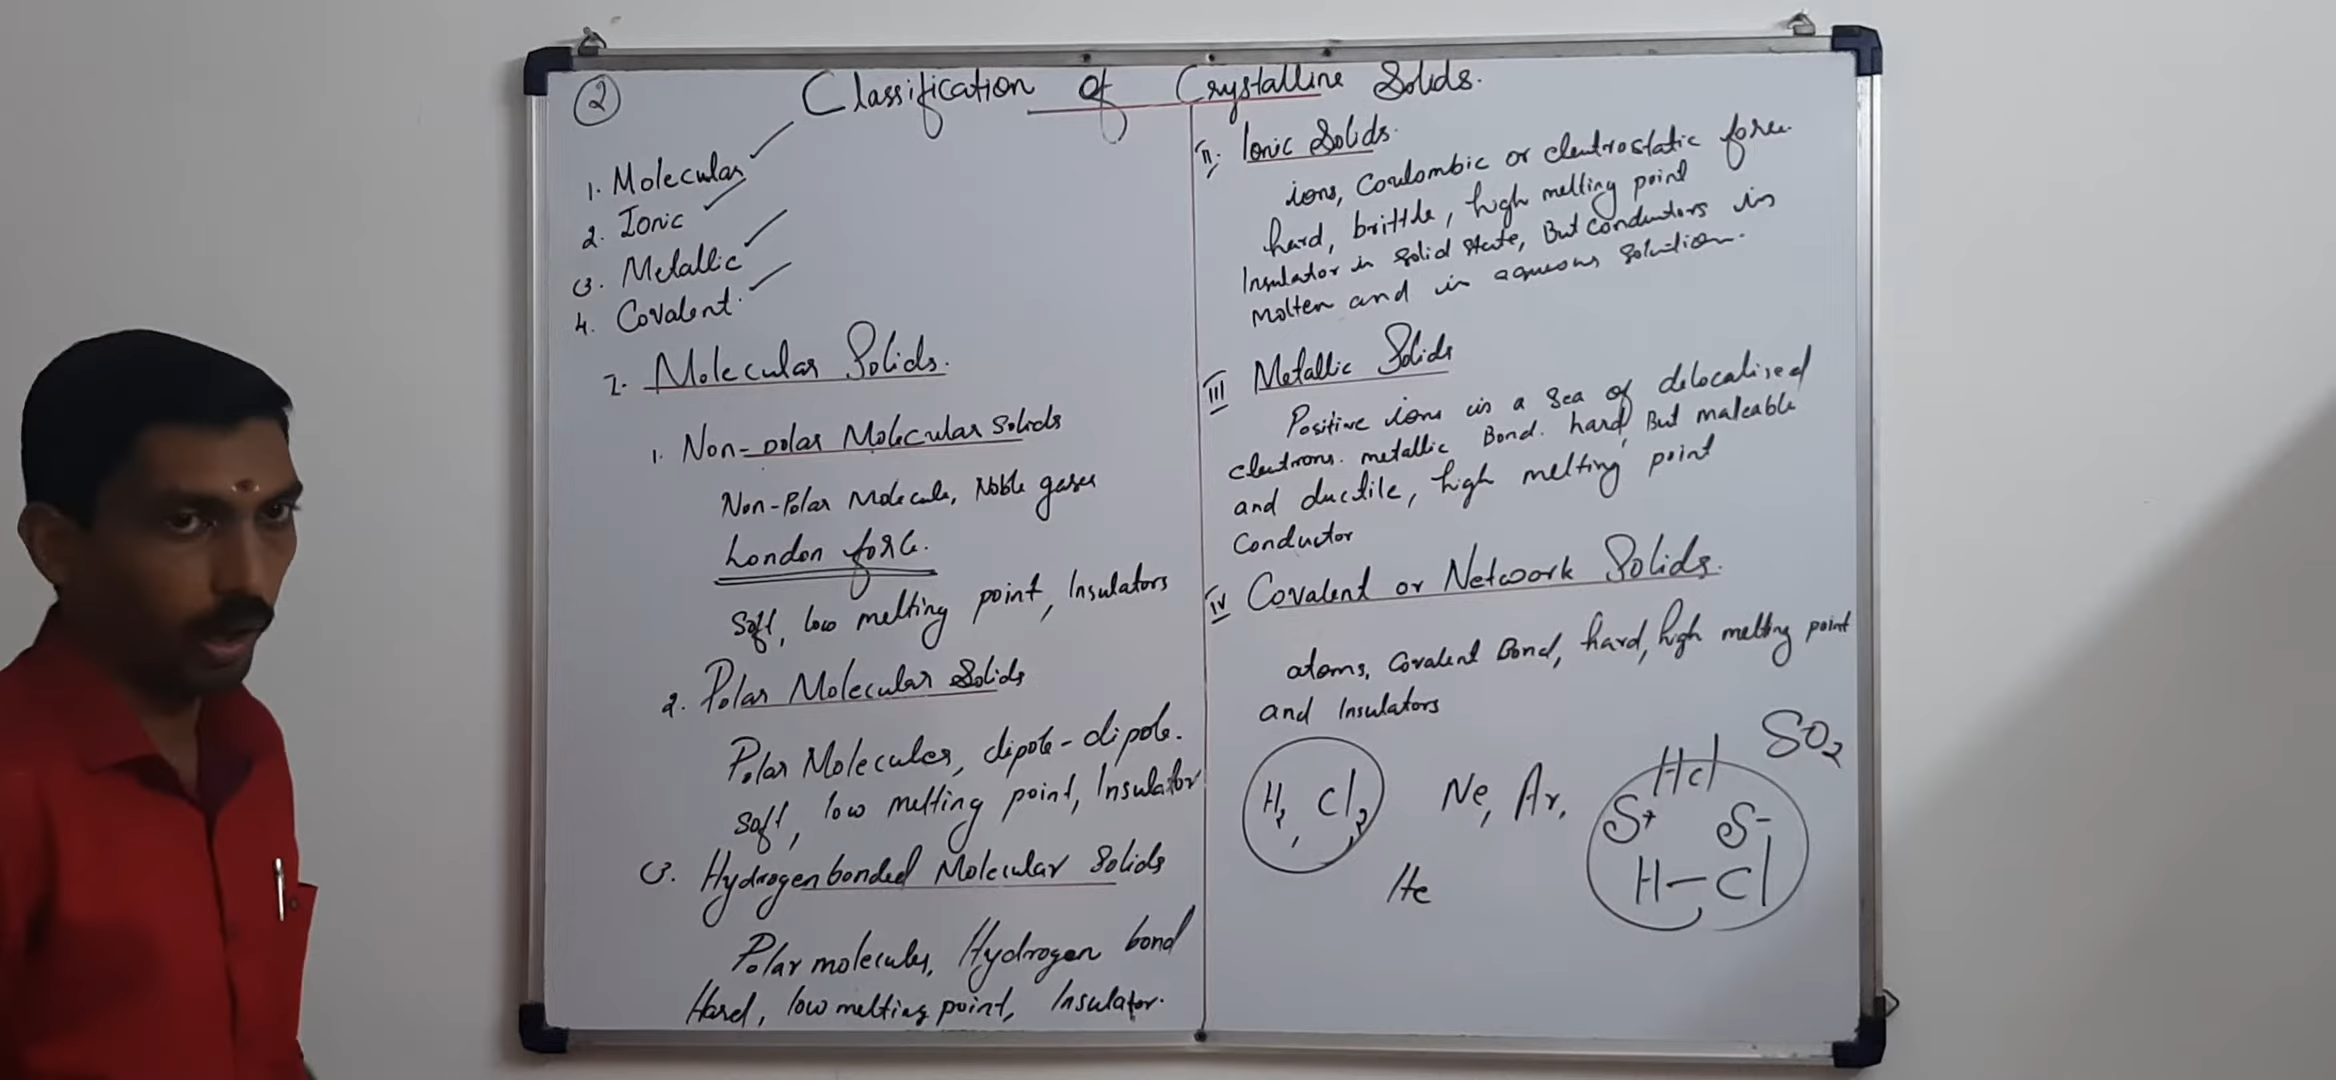 2
Classification of Crystalline Solids.
1. Molecular
2. Ionic
3. Metallic
4. Covalent.
I. Molecular Solids.
1. Non-polar Molecular Solids
Non-Polar Molecule, Noble gases
London force.
Soft, low melting point, Insulators
2. Polar Molecular Solids
Polar Molecules, dipole-dipole.
Soft, low melting point, Insulator
3. Hydrogen bonded Molecular Solids
Polar molecules, Hydrogen bond
Hard, low melting point, Insulator.
II. Ionic Solids.
ions, Coulombic or electrostatic force
hard, brittle, high melting point
Insulator in solid state, But conductors in
molten and in aqueous solution.
III Metallic Solids
Positive ions in a sea of delocalised
electrons. metallic Bond. hard, But maleable
and ductile, high melting point
Conductor
IV Covalent or Network Solids.
atoms, Covalent Bond, hard, high melting point
and Insulators
H2, Cl2, Ne, Ar, HCl SO2
He
S+ S-
H-Cl